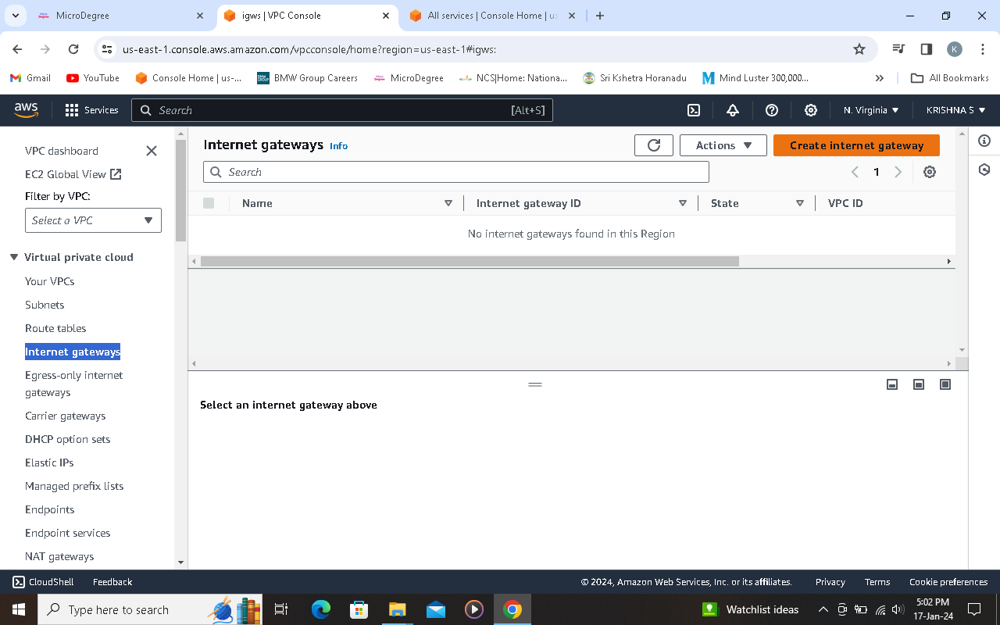 MicroDegree
igws | VPC Console
All services | Console Home | us
us-east-1.console.aws.amazon.com/vpcconsole/home?region=us-east-1#igws:
K
Gmail
YouTube
Console Home | us-...
BMW Group Careers
MicroDegree
NCS|Home: Nationa...
Sri Kshetra Horanadu
Mind Luster 300,000...
All Bookmarks
aws
Services
Search
[Alt+S]
N. Virginia
KRISHNA S
VPC dashboard
EC2 Global View
Filter by VPC:
Select a VPC
Virtual private cloud
Your VPCs
Subnets
Route tables
Internet gateways
Egress-only internet
gateways
Carrier gateways
DHCP option sets
Elastic IPs
Managed prefix lists
Endpoints
Endpoint services
NAT gateways
Internet gateways Info
Actions
Create internet gateway
Search
1
Name
Internet gateway ID
State
VPC ID
No internet gateways found in this Region
Select an internet gateway above
CloudShell
Feedback
© 2024, Amazon Web Services, Inc. or its affiliates.
Privacy
Terms
Cookie preferences
Type here to search
Watchlist ideas
5:02 PM
17-Jan-24